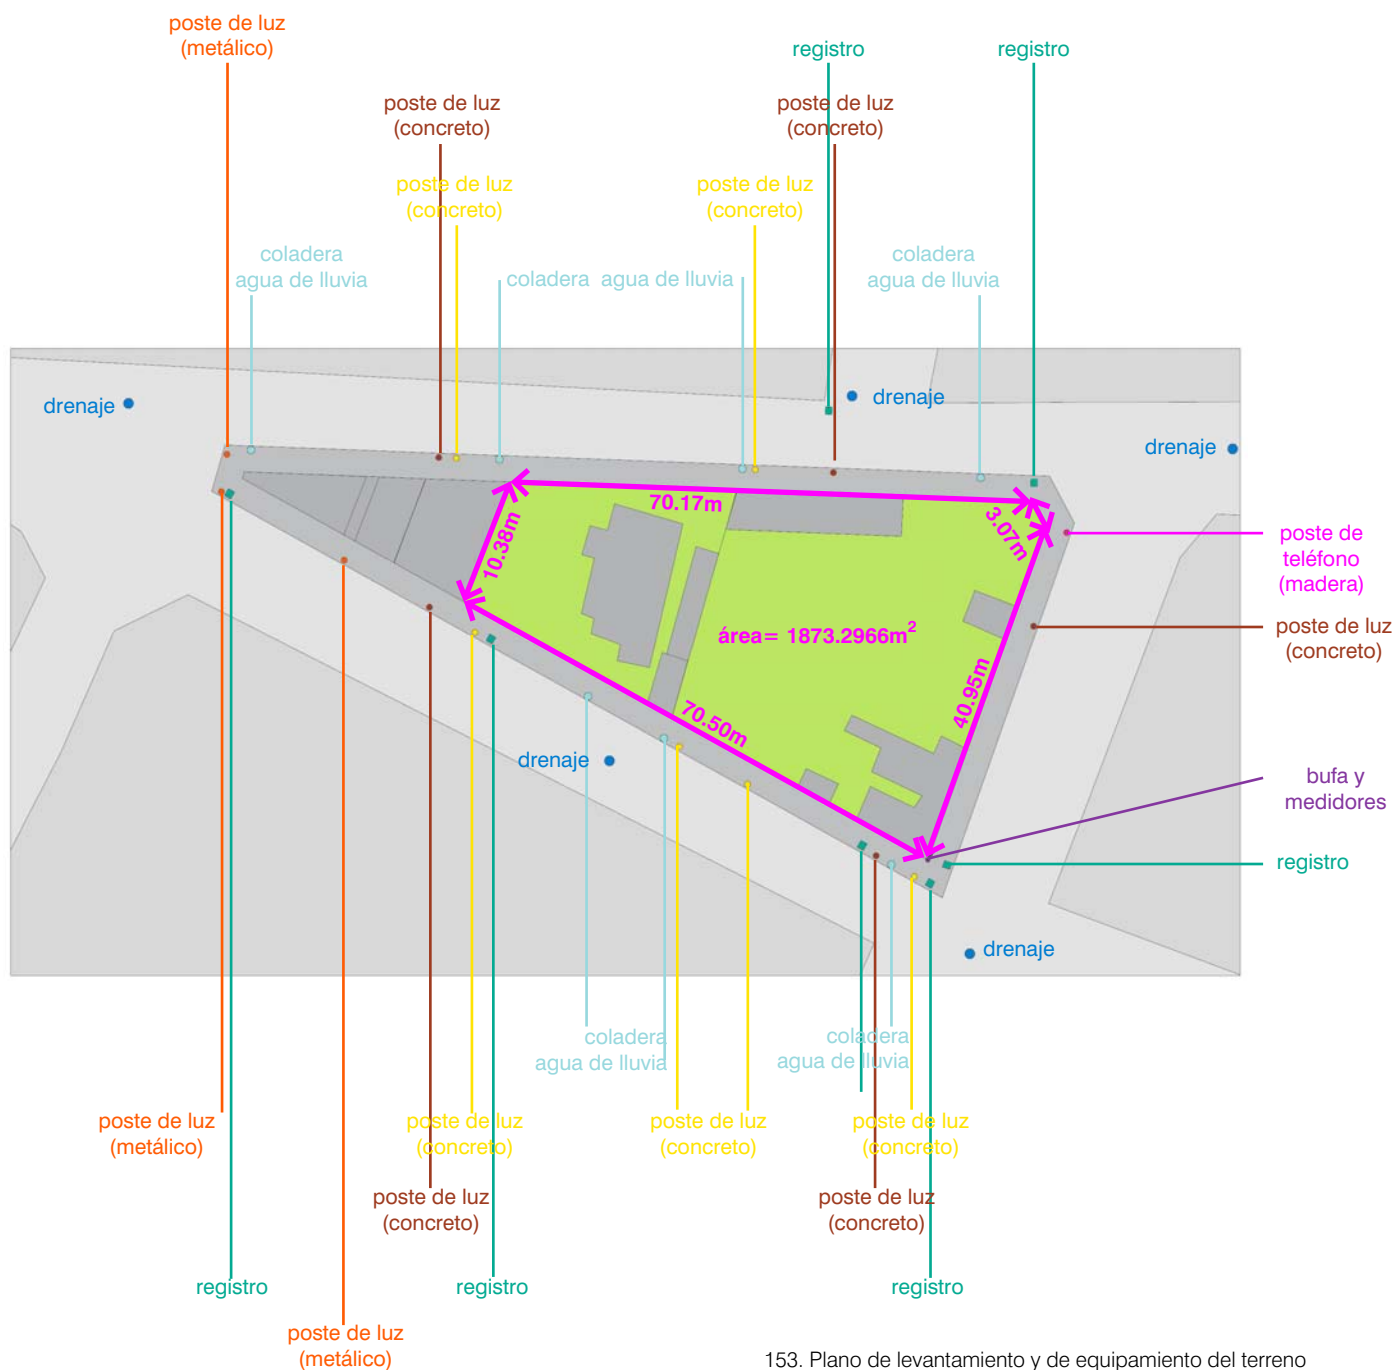 poste de luz
(metálico)
registro
registro
poste de luz
(concreto)
poste de luz
(concreto)
poste de luz
(concreto)
poste de luz
(concreto)
coladera
agua de lluvia
coladera agua de lluvia
coladera
agua de lluvia
drenaje
drenaje
drenaje
70.17m
3.07m
10.38m
poste de
teléfono
(madera)
área= 1873.2966m²
poste de luz
(concreto)
40.95m
70.50m
drenaje
bufa y
medidores
registro
drenaje
coladera
agua de lluvia
coladera
agua de lluvia
poste de luz
(metálico)
poste de luz
(concreto)
poste de luz
(concreto)
poste de luz
(concreto)
poste de luz
(concreto)
poste de luz
(concreto)
registro
registro
registro
poste de luz
(metálico)
153. Plano de levantamiento y de equipamiento del terreno